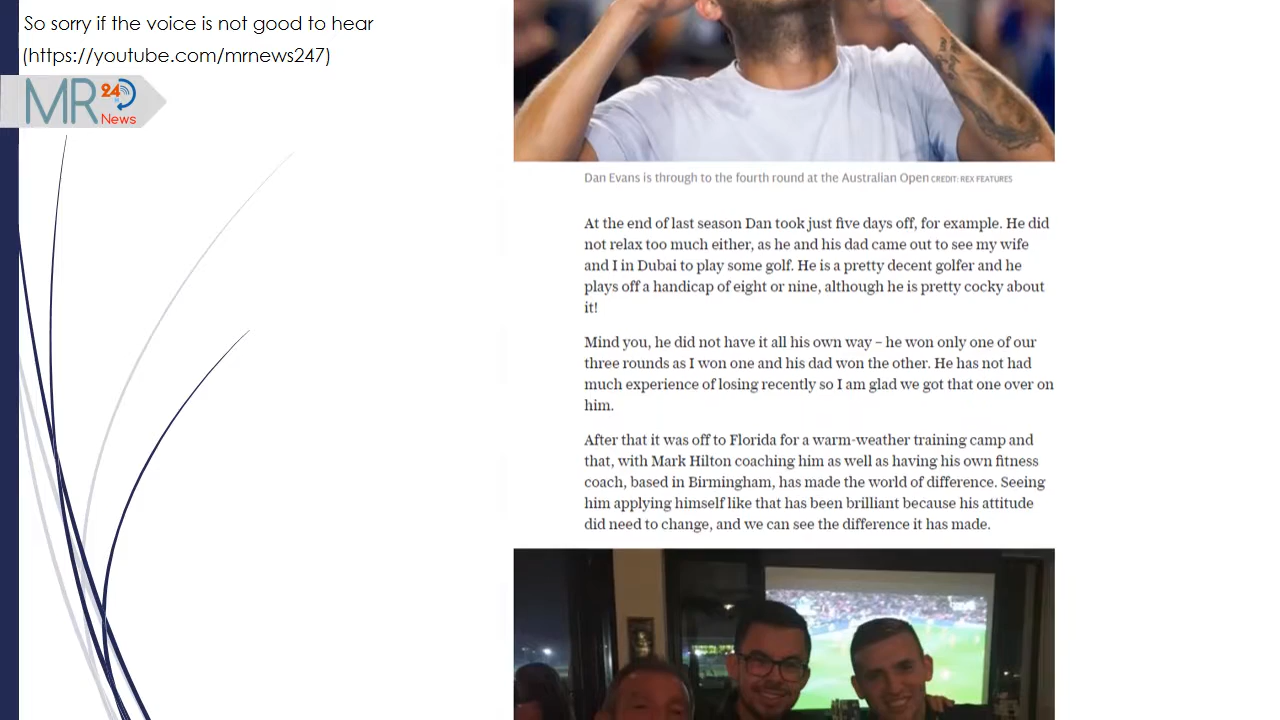 So sorry if the voice is not good to hear
(https://youtube.com/mrnews247)
MR 24 News
Dan Evans is through to the fourth round at the Australian Open CREDIT: REX FEATURES
At the end of last season Dan took just five days off, for example. He did
not relax too much either, as he and his dad came out to see my wife
and I in Dubai to play some golf. He is a pretty decent golfer and he
plays off a handicap of eight or nine, although he is pretty cocky about
it!
Mind you, he did not have it all his own way – he won only one of our
three rounds as I won one and his dad won the other. He has not had
much experience of losing recently so I am glad we got that one over on
him.
After that it was off to Florida for a warm-weather training camp and
that, with Mark Hilton coaching him as well as having his own fitness
coach, based in Birmingham, has made the world of difference. Seeing
him applying himself like that has been brilliant because his attitude
did need to change, and we can see the difference it has made.